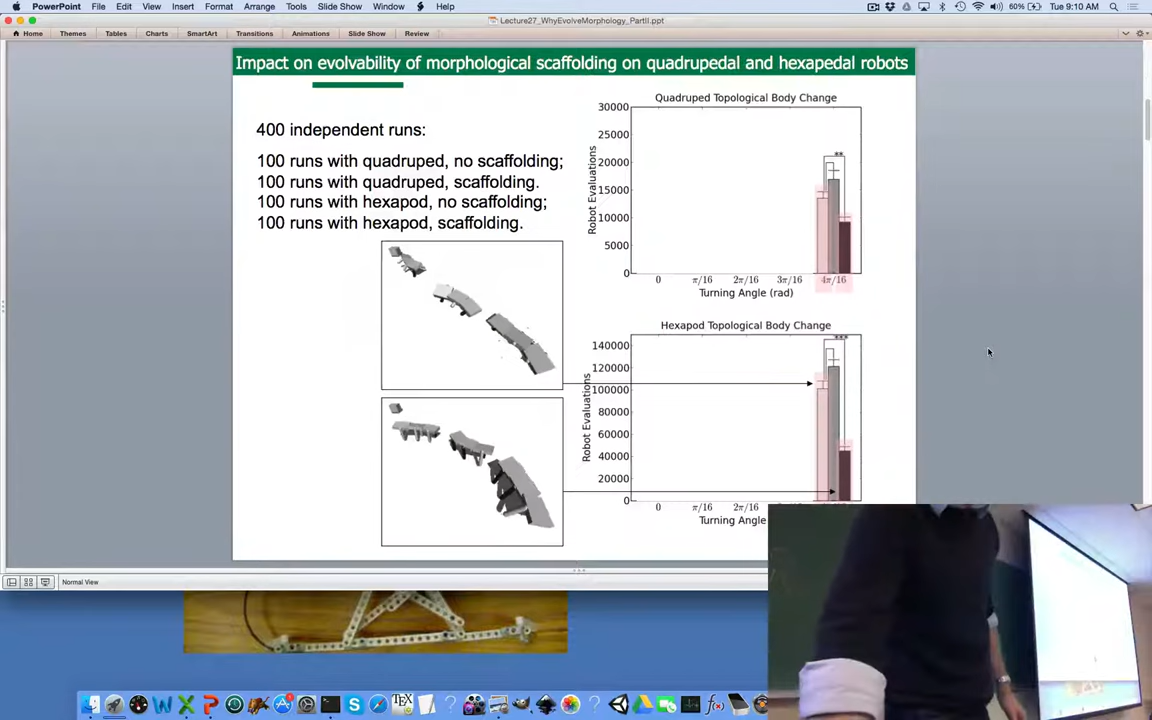 PowerPoint File Edit View Insert Format Arrange Tools Slide Show Window Help 60% Tue 9:10 AM
Lecture27_WhyEvolveMorphology_PartII.ppt
Home Themes Tables Charts SmartArt Transitions Animations Slide Show Review
Impact on evolvability of morphological scaffolding on quadrupedal and hexapedal robots
400 independent runs:
100 runs with quadruped, no scaffolding;
100 runs with quadruped, scaffolding.
100 runs with hexapod, no scaffolding;
100 runs with hexapod, scaffolding.
Quadruped Topological Body Change
30000
25000
20000
15000
10000
5000
0
Robot Evaluations
**
0 π/16 2π/16 3π/16 4π/16
Turning Angle (rad)
Hexapod Topological Body Change
140000
120000
100000
80000
60000
40000
20000
0
Robot Evaluations
***
0 π/16 2π/16
Turning Angle
Normal View
TEX